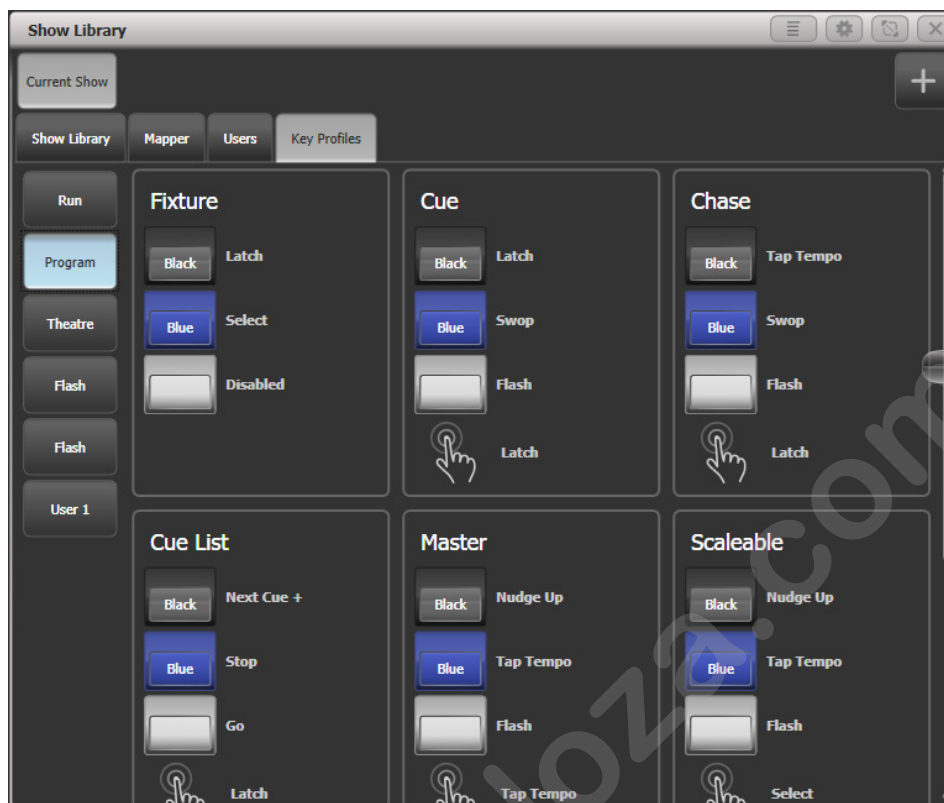 Show Library
Current Show
Show Library Mapper Users Key Profiles
Run
Program
Theatre
Flash
Flash
User 1
Fixture
Black Latch
Blue Select
Disabled
Cue
Black Latch
Blue Swop
Flash
Latch
Chase
Black Tap Tempo
Blue Swop
Flash
Latch
Cue List
Black Next Cue +
Blue Stop
Go
Latch
Master
Black Nudge Up
Blue Tap Tempo
Flash
Tap Tempo
Scaleable
Black Nudge Up
Blue Tap Tempo
Flash
Select